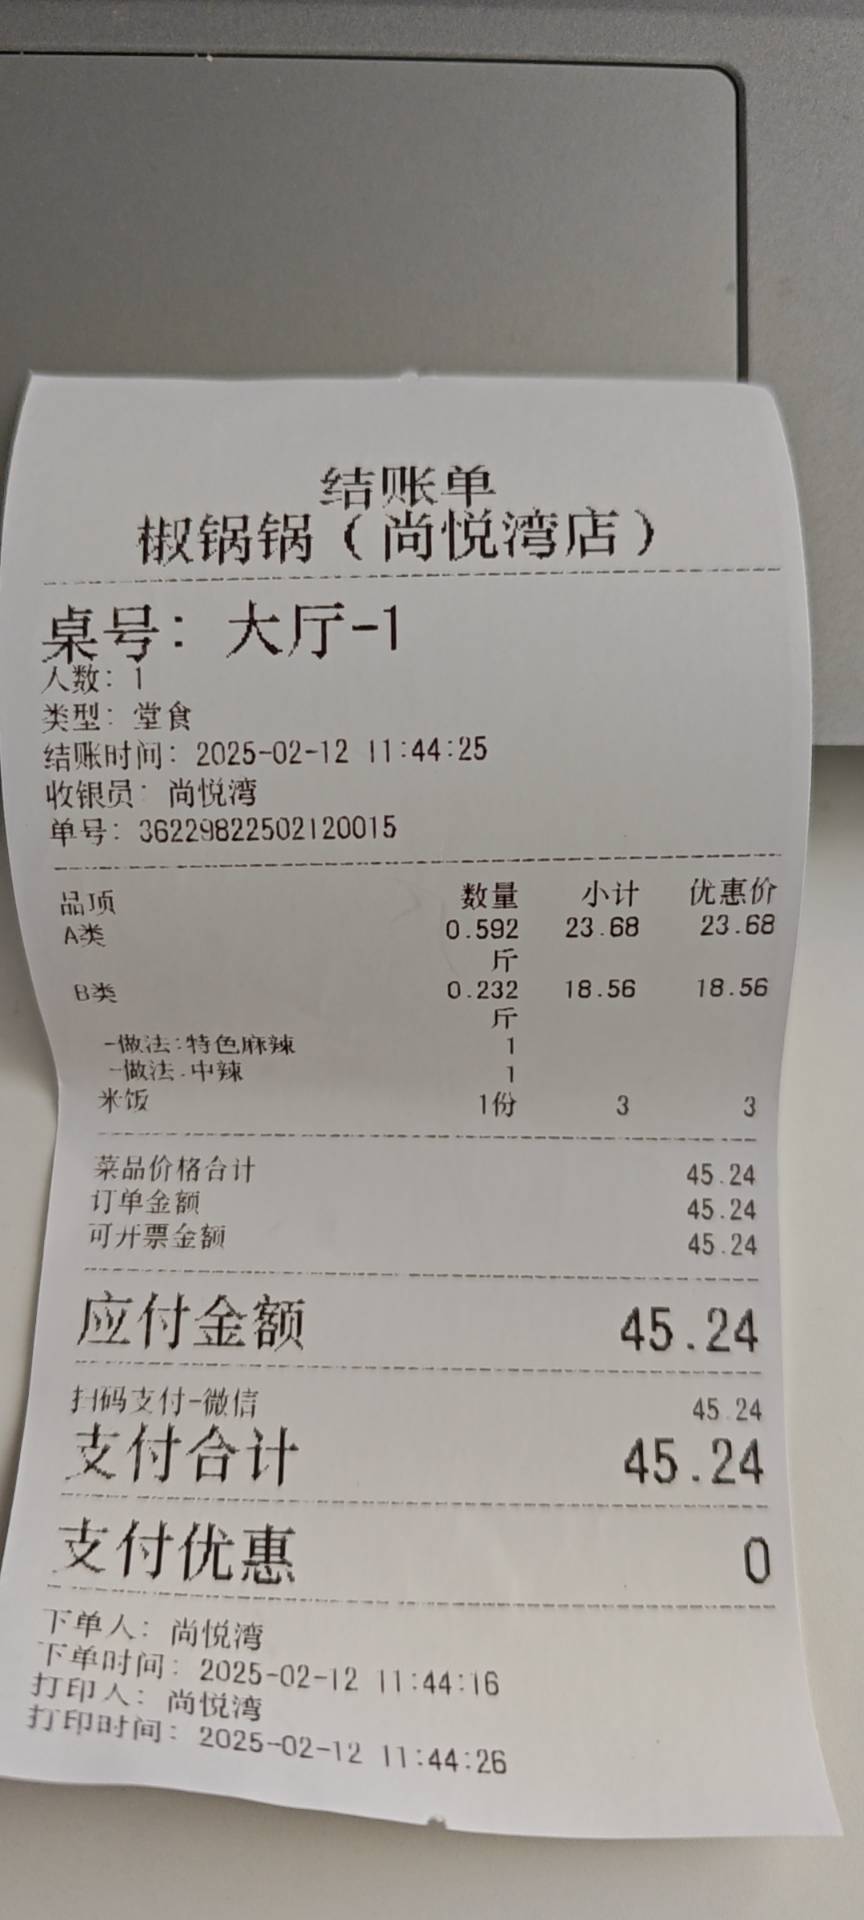 结账单
椒锅锅（尚悦湾店）
桌号：大厅-1
人数：1
类型：堂食
结账时间：2025-02-12 11:44:25
收银员：尚悦湾
单号：36229822502120015
品项 数量 小计 优惠价
A类 0.592 23.68 23.68
斤
B类 0.232 18.56 18.56
斤
-做法:特色麻辣 1
-做法.中辣 1
米饭 1份 3 3
菜品价格合计 45.24
订单金额 45.24
可开票金额 45.24
应付金额 45.24
扫码支付-微信 45.24
支付合计 45.24
支付优惠 0
下单人：尚悦湾
下单时间：2025-02-12 11:44:16
打印人：尚悦湾
打印时间：2025-02-12 11:44:26